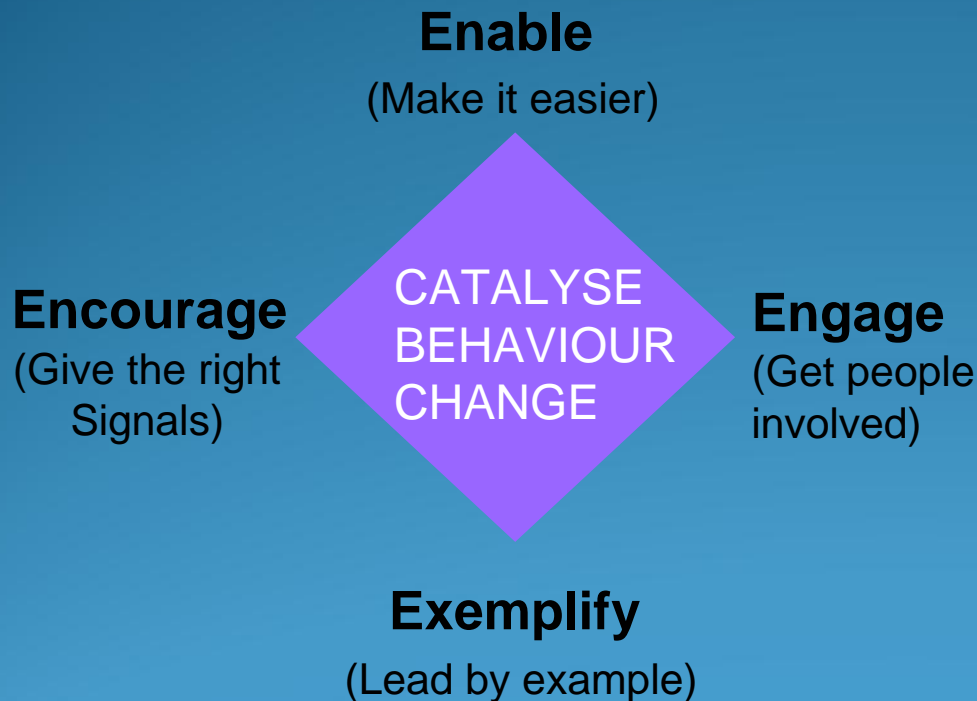 Enable
(Make it easier)
Encourage
(Give the right
Signals)
CATALYSE
BEHAVIOUR
CHANGE
Engage
(Get people
involved)
Exemplify
(Lead by example)